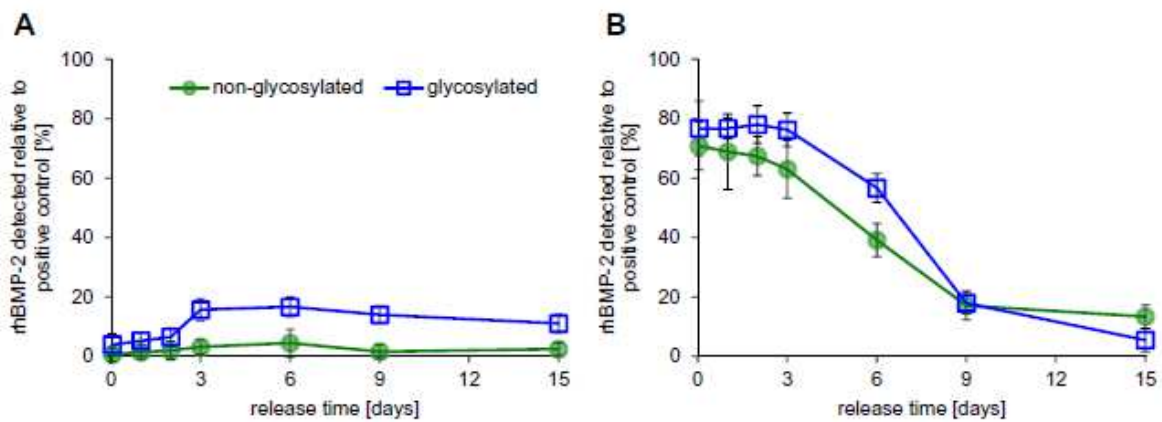 A
rhBMP-2 detected relative to
positive control [%]
100
80
60
40
20
0
non-glycosylated
glycosylated
0 3 6 9 12 15
release time [days]
B
rhBMP-2 detected relative to
positive control [%]
100
80
60
40
20
0
0 3 6 9 12 15
release time [days]